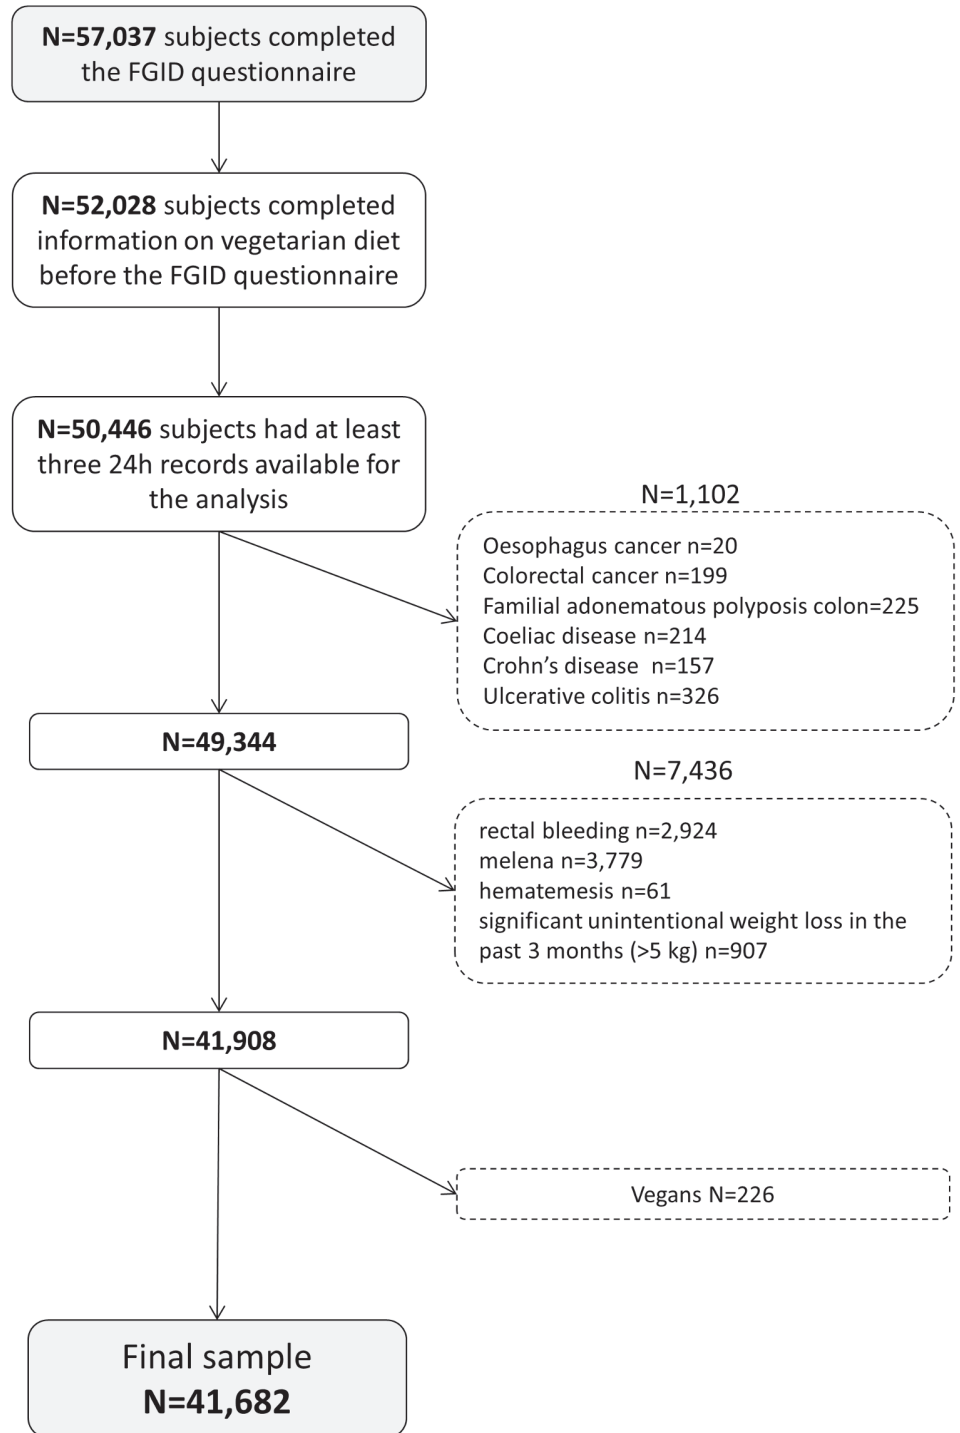 N=57,037 subjects completed
the FGID questionnaire
N=52,028 subjects completed
information on vegetarian diet
before the FGID questionnaire
N=50,446 subjects had at least
three 24h records available for
the analysis
N=1,102
Oesophagus cancer n=20
Colorectal cancer n=199
Familial adonematous polyposis colon=225
Coeliac disease n=214
Crohn’s disease  n=157
Ulcerative colitis n=326
N=49,344
N=7,436
rectal bleeding n=2,924
melena n=3,779
hematemesis n=61
significant unintentional weight loss in the
past 3 months (>5 kg) n=907
N=41,908
Vegans N=226
Final sample
N=41,682